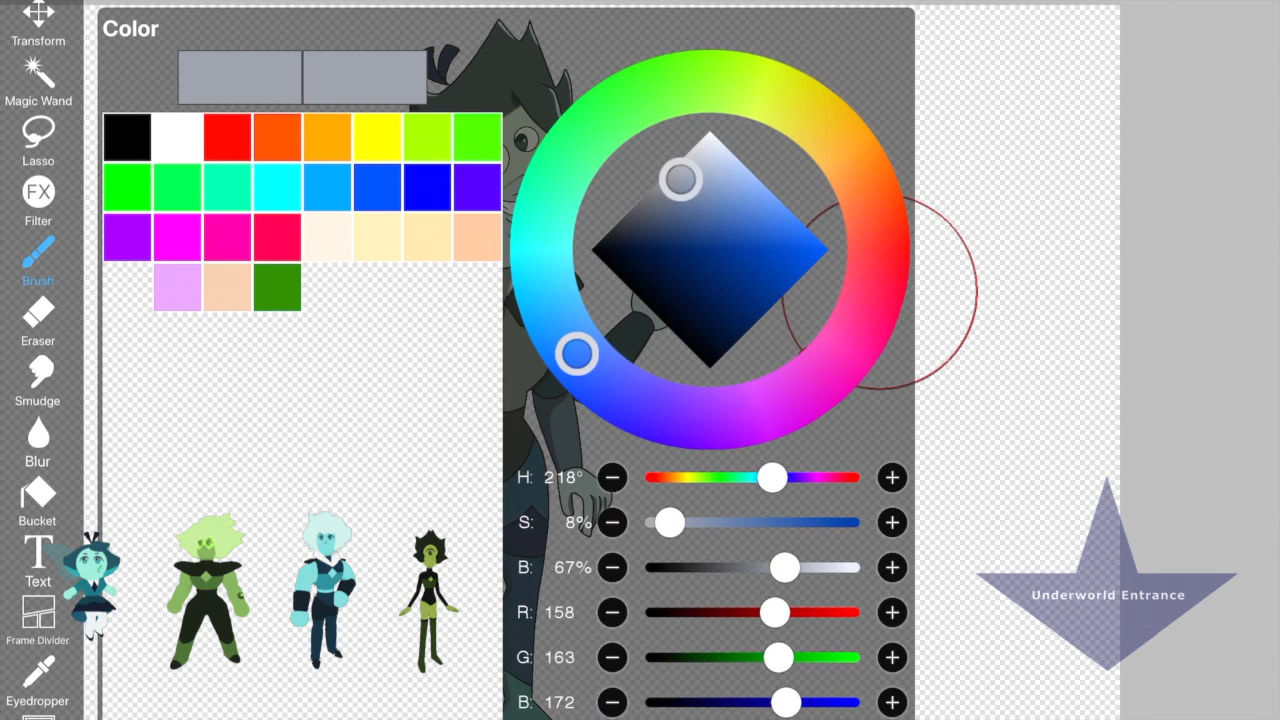 Transform
Magic Wand
Lasso
FX
Filter
Brush
Eraser
Smudge
Blur
Bucket
T
Text
Frame Divider
Eyedropper
Color
H: 218°
S: 8%
B: 67%
R: 158
G: 163
B: 172
Underworld Entrance